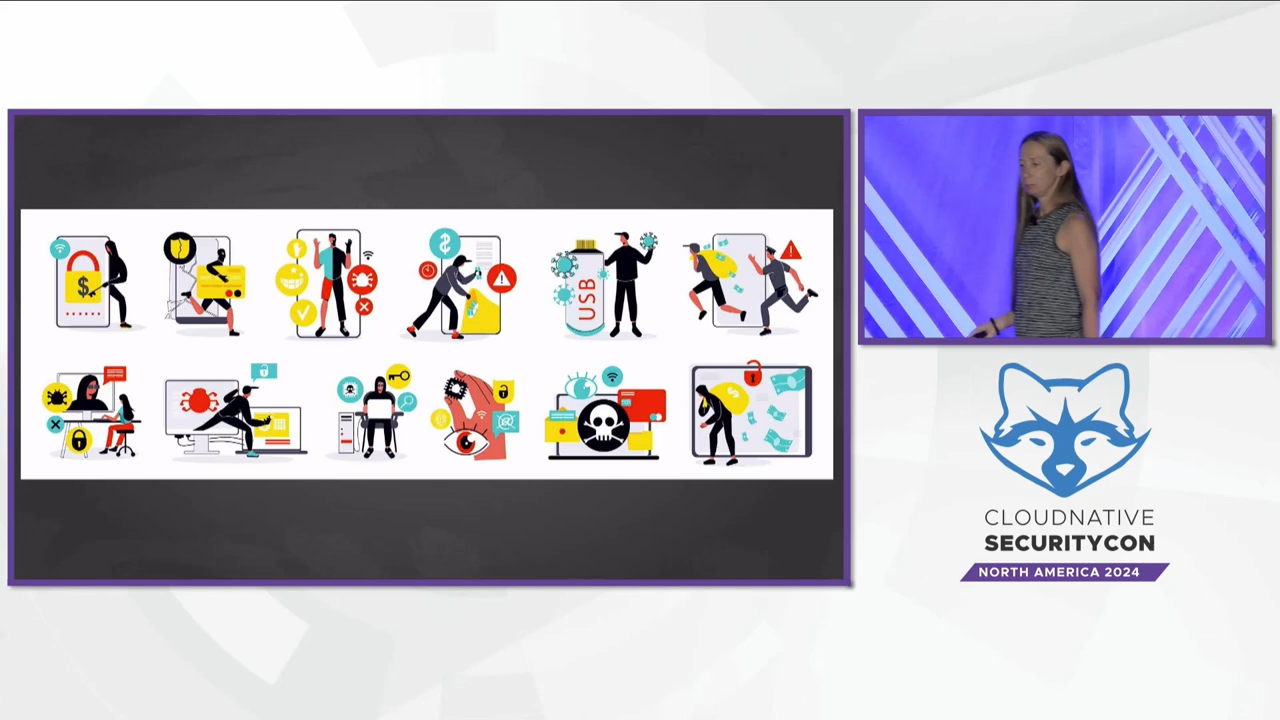 $
USB
CLOUDNATIVE
SECURITYCON
NORTH AMERICA 2024